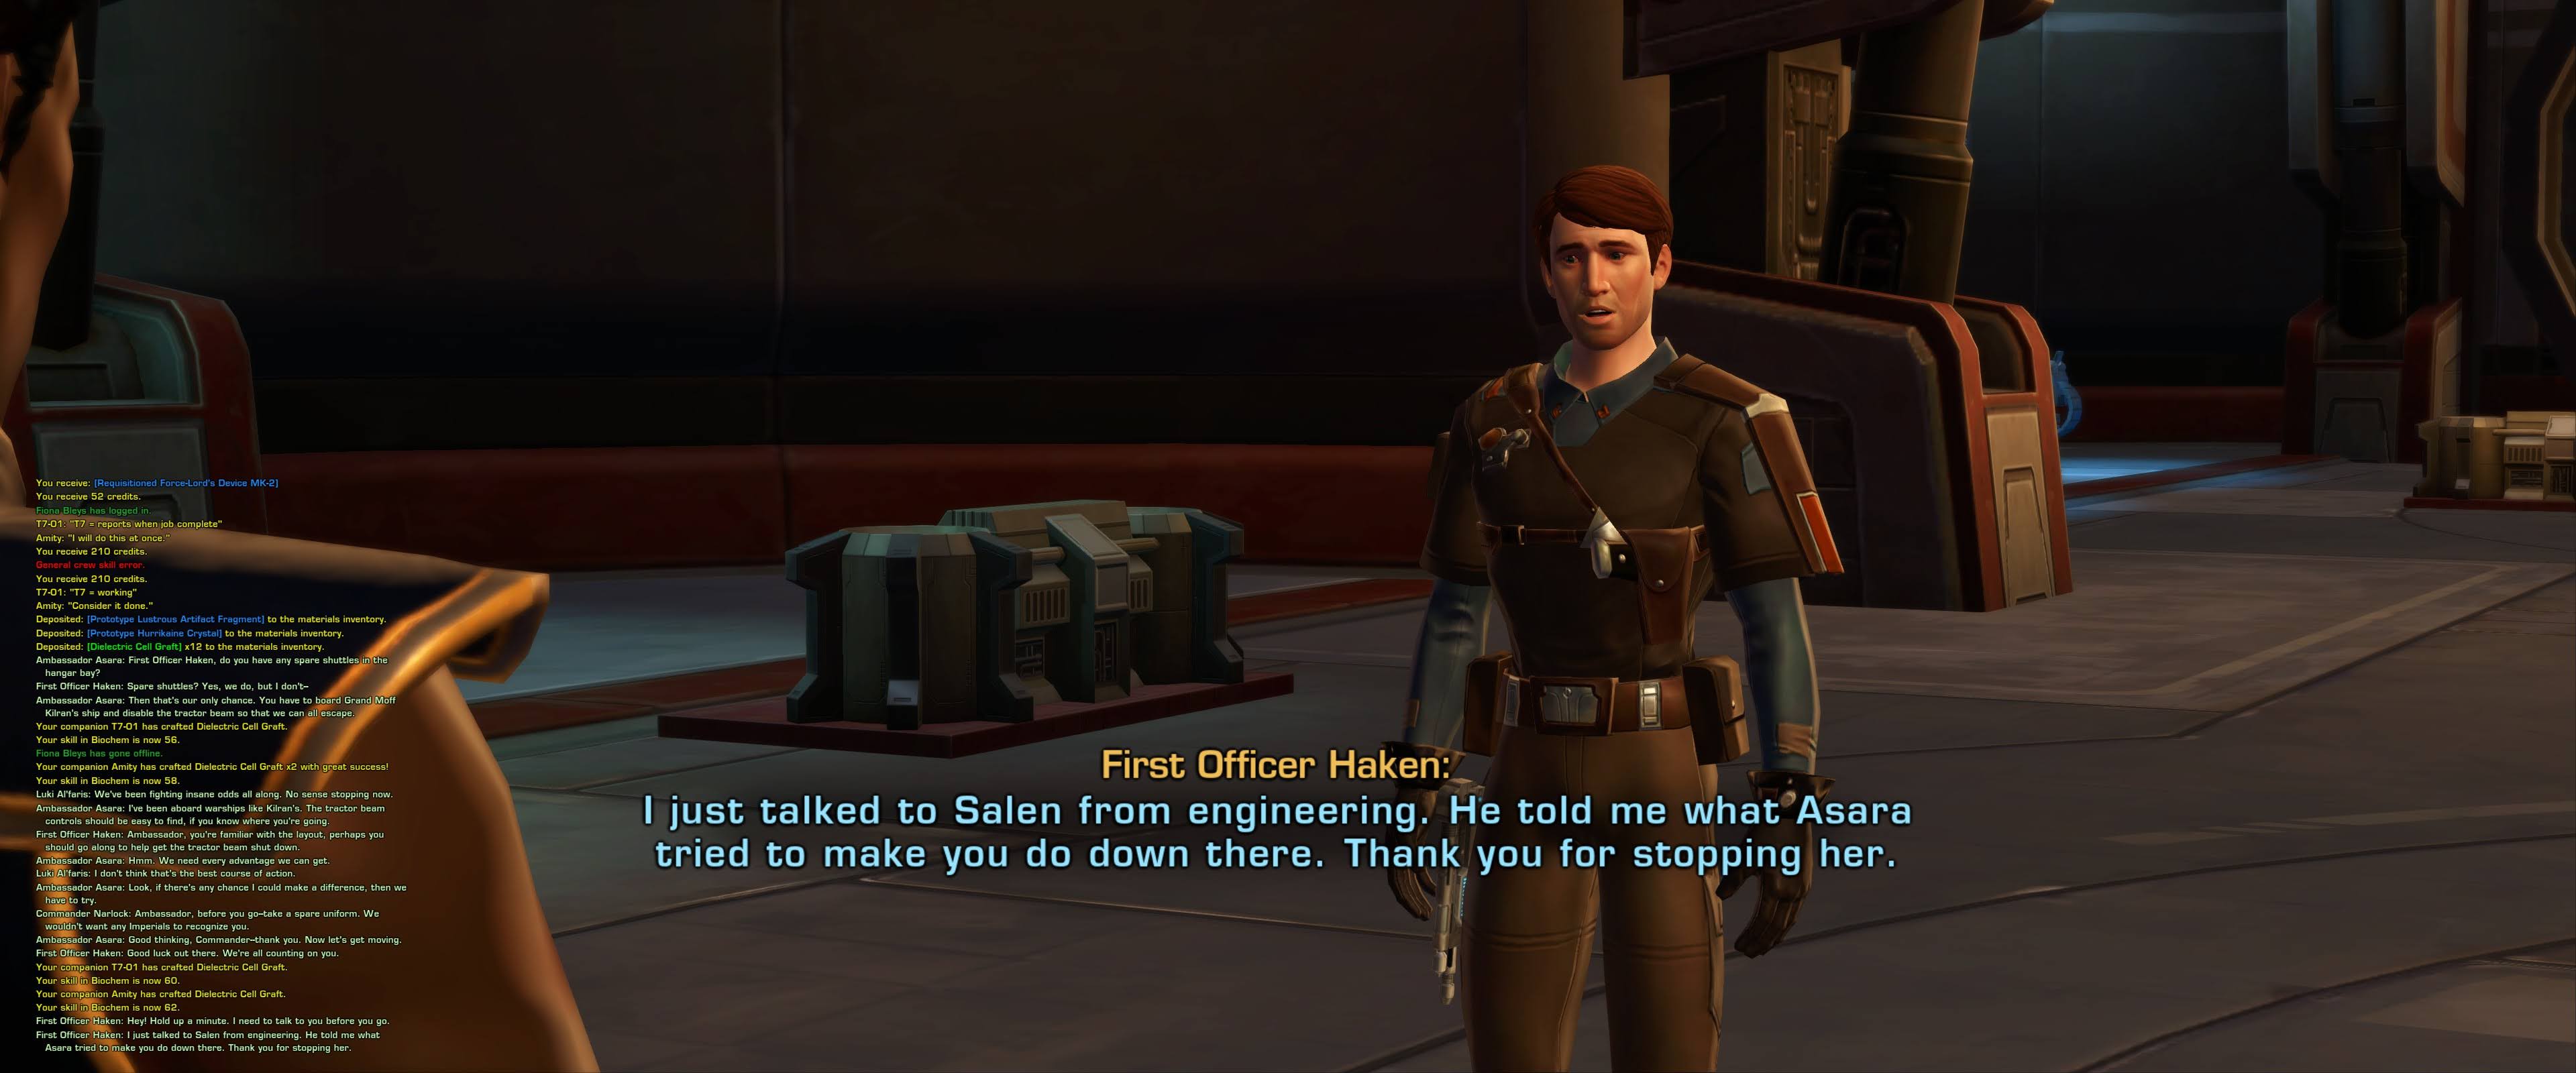 You receive: [Requisitioned Force-Lord's Device MK-2]
You receive 52 credits.
Fiona Bleys has logged in.
T7-O1: "T7 = reports when job complete"
Amity: "I will do this at once."
You receive 210 credits.
General crew skill error.
You receive 210 credits.
T7-O1: "T7 = working"
Amity: "Consider it done."
Deposited: [Prototype Lustrous Artifact Fragment] to the materials inventory.
Deposited: [Prototype Hurrikaine Crystal] to the materials inventory.
Deposited: [Dielectric Cell Graft] x12 to the materials inventory.
Ambassador Asara: First Officer Haken, do you have any spare shuttles in the
hangar bay?
First Officer Haken: Spare shuttles? Yes, we do, but I don't–
Ambassador Asara: Then that's our only chance. You have to board Grand Moff
Kilran's ship and disable the tractor beam so that we can all escape.
Your companion T7-O1 has crafted Dielectric Cell Graft.
Your skill in Biochem is now 56.
Fiona Bleys has gone offline.
Your companion Amity has crafted Dielectric Cell Graft x2 with great success!
Your skill in Biochem is now 58.
Luki Al'faris: We've been fighting insane odds all along. No sense stopping now.
Ambassador Asara: I've been aboard warships like Kilran's. The tractor beam
controls should be easy to find, if you know where you're going.
First Officer Haken: Ambassador, you're familiar with the layout, perhaps you
should go along to help get the tractor beam shut down.
Ambassador Asara: Hmm. We need every advantage we can get.
Luki Al'faris: I don't think that's the best course of action.
Ambassador Asara: Look, if there's any chance I could make a difference, then we
have to try.
Commander Narlock: Ambassador, before you go–take a spare uniform. We
wouldn't want any Imperials to recognize you.
Ambassador Asara: Good thinking, Commander–thank you. Now let's get moving.
First Officer Haken: Good luck out there. We're all counting on you.
Your companion T7-O1 has crafted Dielectric Cell Graft.
Your skill in Biochem is now 60.
Your companion Amity has crafted Dielectric Cell Graft.
Your skill in Biochem is now 62.
First Officer Haken: Hey! Hold up a minute. I need to talk to you before you go.
First Officer Haken: I just talked to Salen from engineering. He told me what
Asara tried to make you do down there. Thank you for stopping her.
First Officer Haken:
I just talked to Salen from engineering. He told me what Asara
tried to make you do down there. Thank you for stopping her.